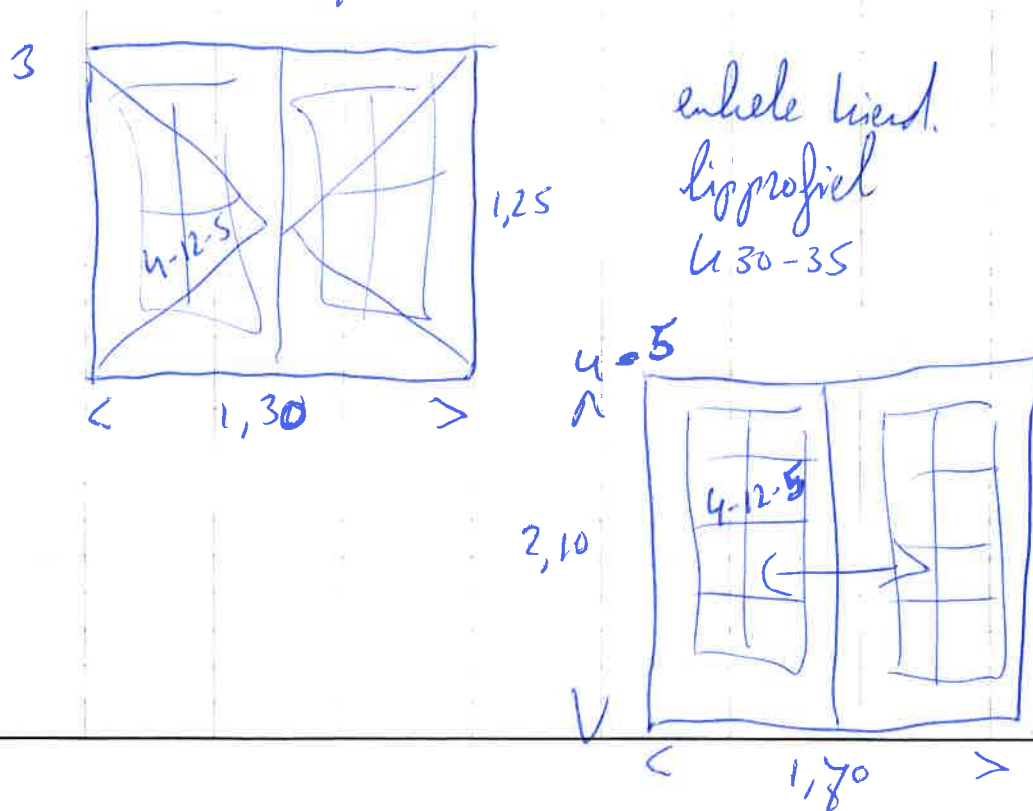 3
4-12-5
1,25
< 1,30 >
enkele kierd.
lipprofiel
U 30-35
4-5
4-12-5
2,10
< 1,70 >